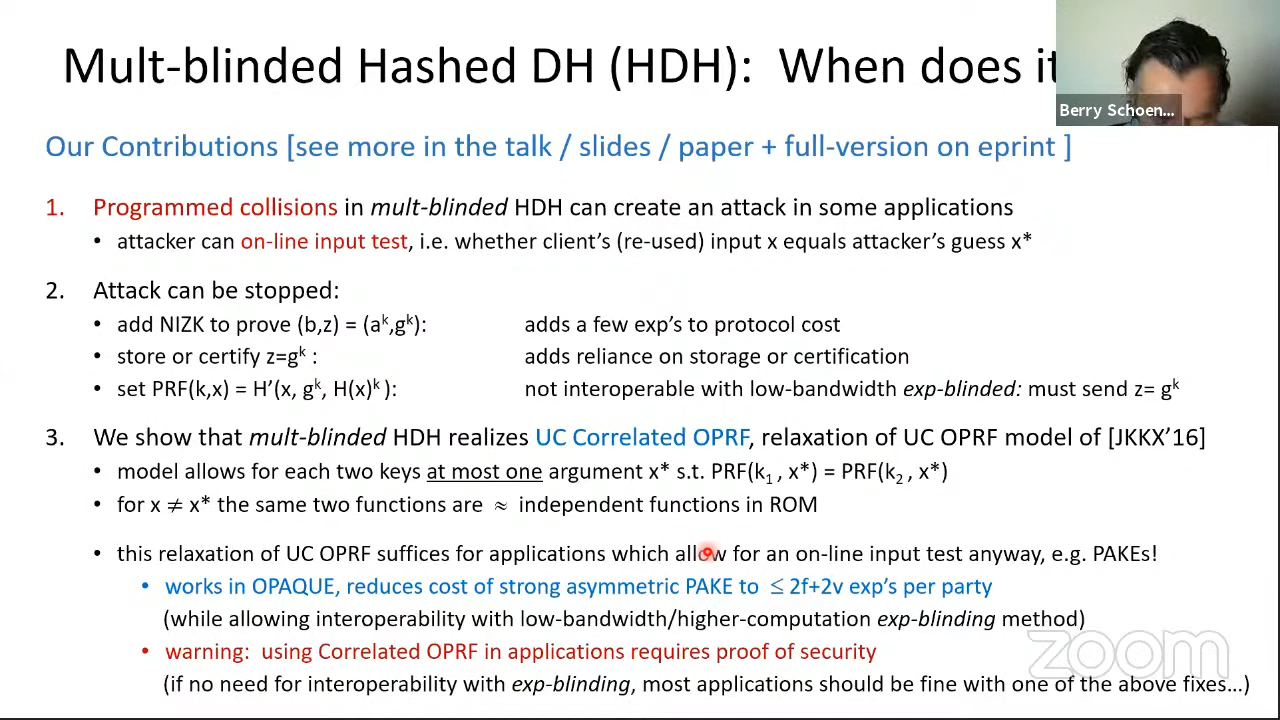 Mult-blinded Hashed DH (HDH): When does it
Berry Schoen...
Our Contributions [see more in the talk / slides / paper + full-version on eprint ]
1. Programmed collisions in mult-blinded HDH can create an attack in some applications
• attacker can on-line input test, i.e. whether client's (re-used) input x equals attacker's guess x*
2. Attack can be stopped:
• add NIZK to prove (b,z) = (aᵏ,gᵏ): adds a few exp's to protocol cost
• store or certify z=gᵏ : adds reliance on storage or certification
• set PRF(k,x) = H'(x, gᵏ, H(x)ᵏ ): not interoperable with low-bandwidth exp-blinded: must send z= gᵏ
3. We show that mult-blinded HDH realizes UC Correlated OPRF, relaxation of UC OPRF model of [JKKX'16]
• model allows for each two keys at most one argument x* s.t. PRF(k₁ , x*) = PRF(k₂ , x*)
• for x ≠ x* the same two functions are ≈ independent functions in ROM
• this relaxation of UC OPRF suffices for applications which allow for an on-line input test anyway, e.g. PAKEs!
• works in OPAQUE, reduces cost of strong asymmetric PAKE to ≤ 2f+2v exp's per party
(while allowing interoperability with low-bandwidth/higher-computation exp-blinding method)
• warning: using Correlated OPRF in applications requires proof of security
(if no need for interoperability with exp-blinding, most applications should be fine with one of the above fixes...)
zoom